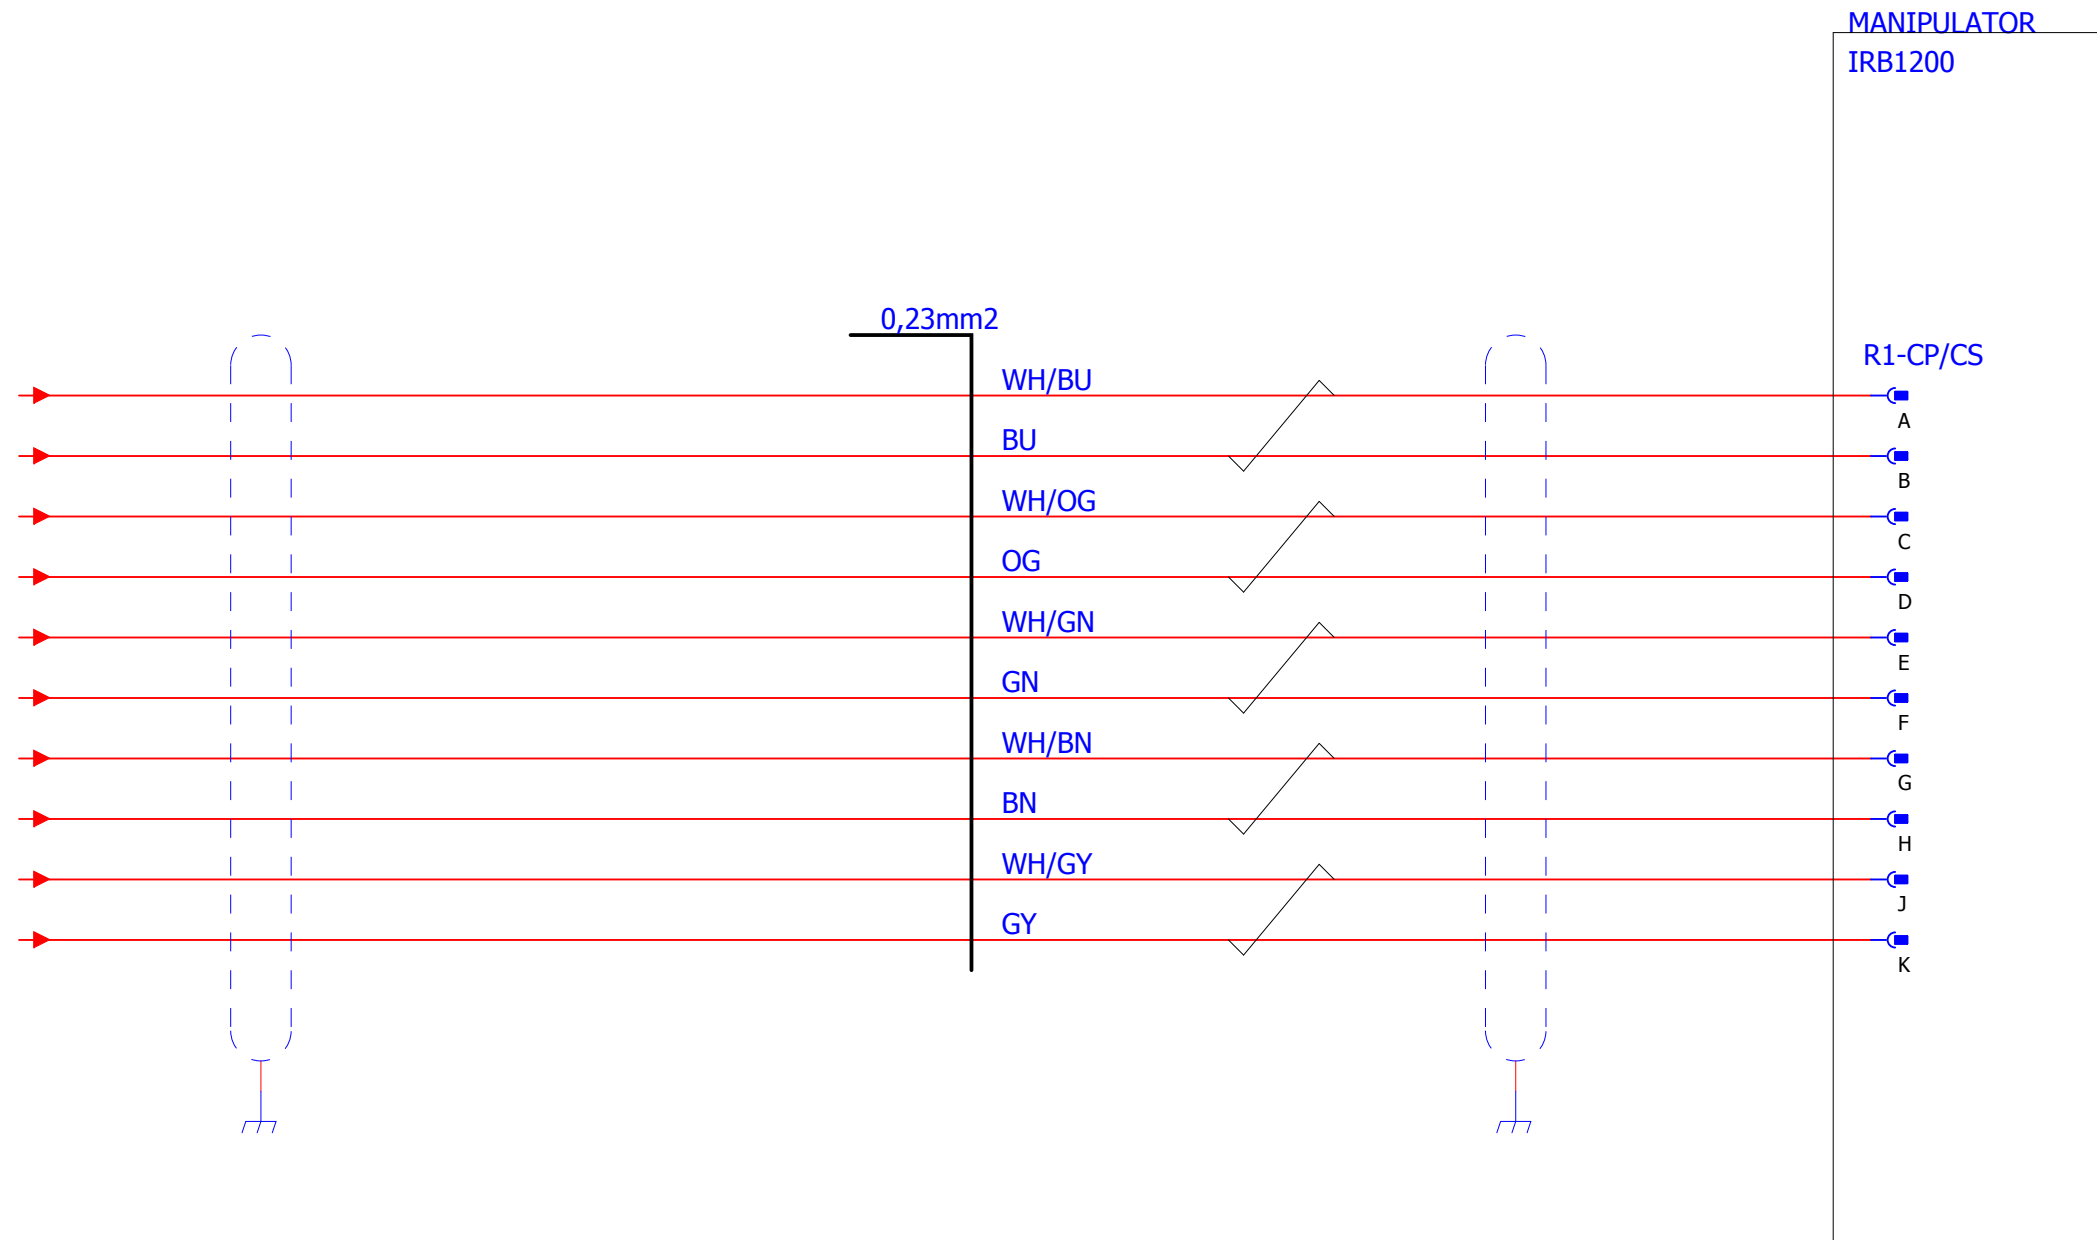 MANIPULATOR
IRB1200
0,23mm2
R1-CP/CS
WH/BU
A
BU
B
WH/OG
C
OG
D
WH/GN
E
GN
F
WH/BN
G
BN
H
WH/GY
J
GY
K